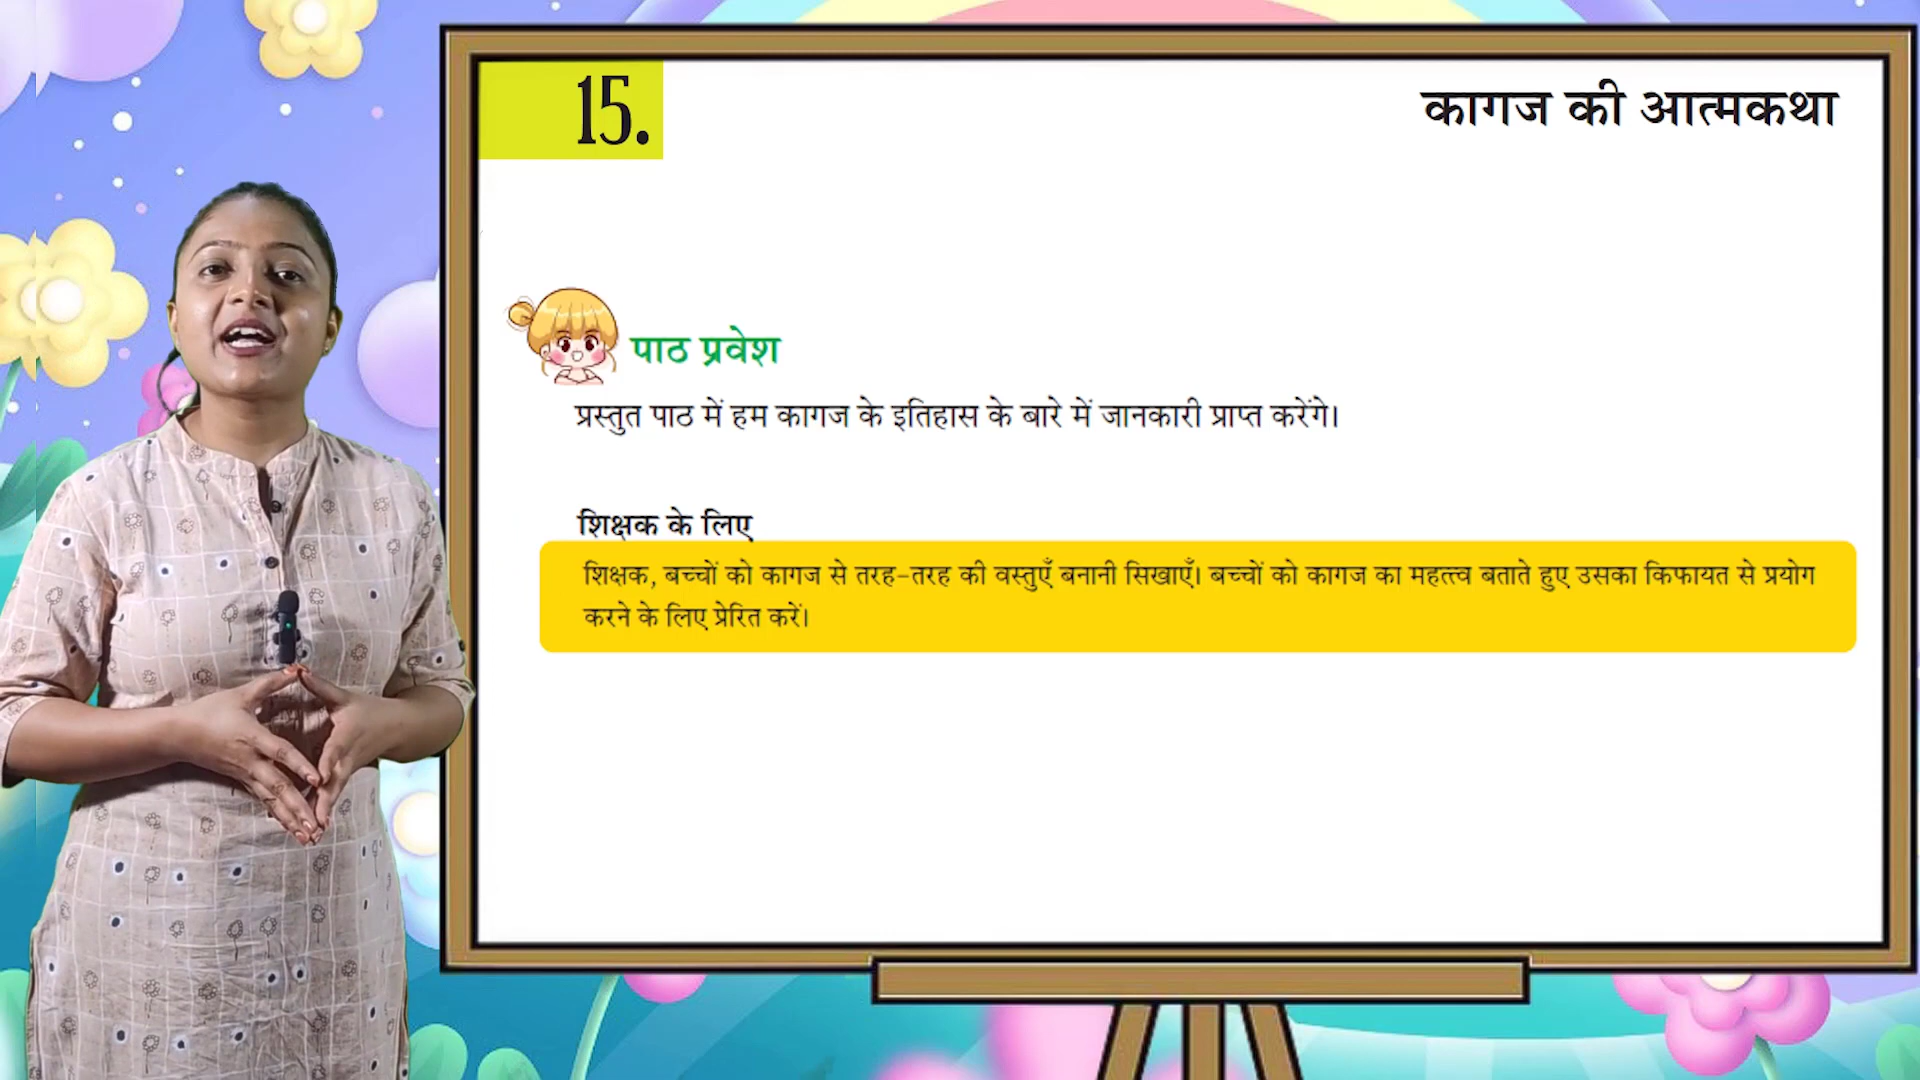 15.
कागज की आत्मकथा
पाठ प्रवेश
प्रस्तुत पाठ में हम कागज के इतिहास के बारे में जानकारी प्राप्त करेंगे।
शिक्षक के लिए
शिक्षक, बच्चों को कागज से तरह-तरह की वस्तुएँ बनानी सिखाएँ। बच्चों को कागज का महत्त्व बताते हुए उसका किफायत से प्रयोग
करने के लिए प्रेरित करें।